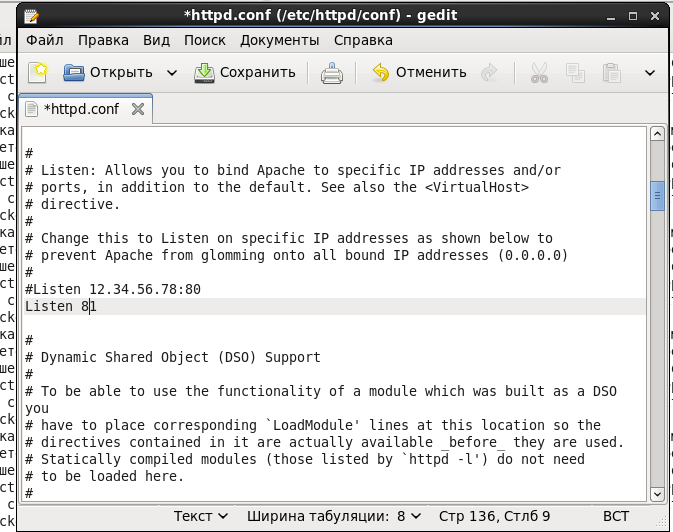 *httpd.conf (/etc/httpd/conf) - gedit
Файл Правка Вид Поиск Документы Справка
Открыть Сохранить Отменить
*httpd.conf
#
# Listen: Allows you to bind Apache to specific IP addresses and/or
# ports, in addition to the default. See also the <VirtualHost>
# directive.
#
# Change this to Listen on specific IP addresses as shown below to
# prevent Apache from glomming onto all bound IP addresses (0.0.0.0)
#
#Listen 12.34.56.78:80
Listen 81
#
# Dynamic Shared Object (DSO) Support
#
# To be able to use the functionality of a module which was built as a DSO
you
# have to place corresponding `LoadModule' lines at this location so the
# directives contained in it are actually available _before_ they are used.
# Statically compiled modules (those listed by `httpd -l') do not need
# to be loaded here.
#
Текст Ширина табуляции: 8 Стр 136, Стлб 9 ВСТ